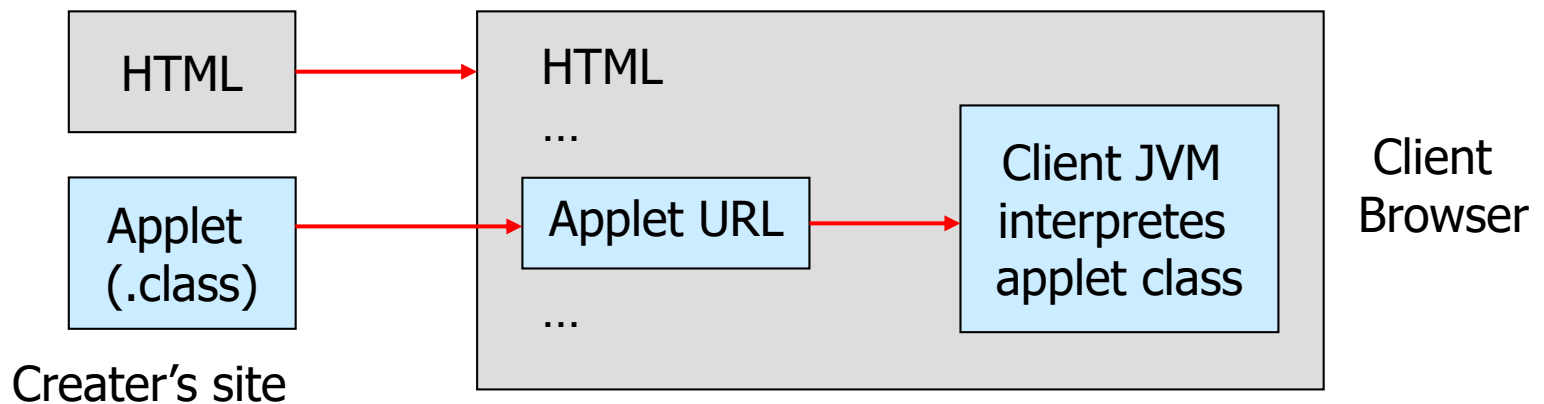 HTML
Applet
(.class)
Creater’s site
HTML
...
Applet URL
...
Client JVM
interpretes
applet class
Client
Browser